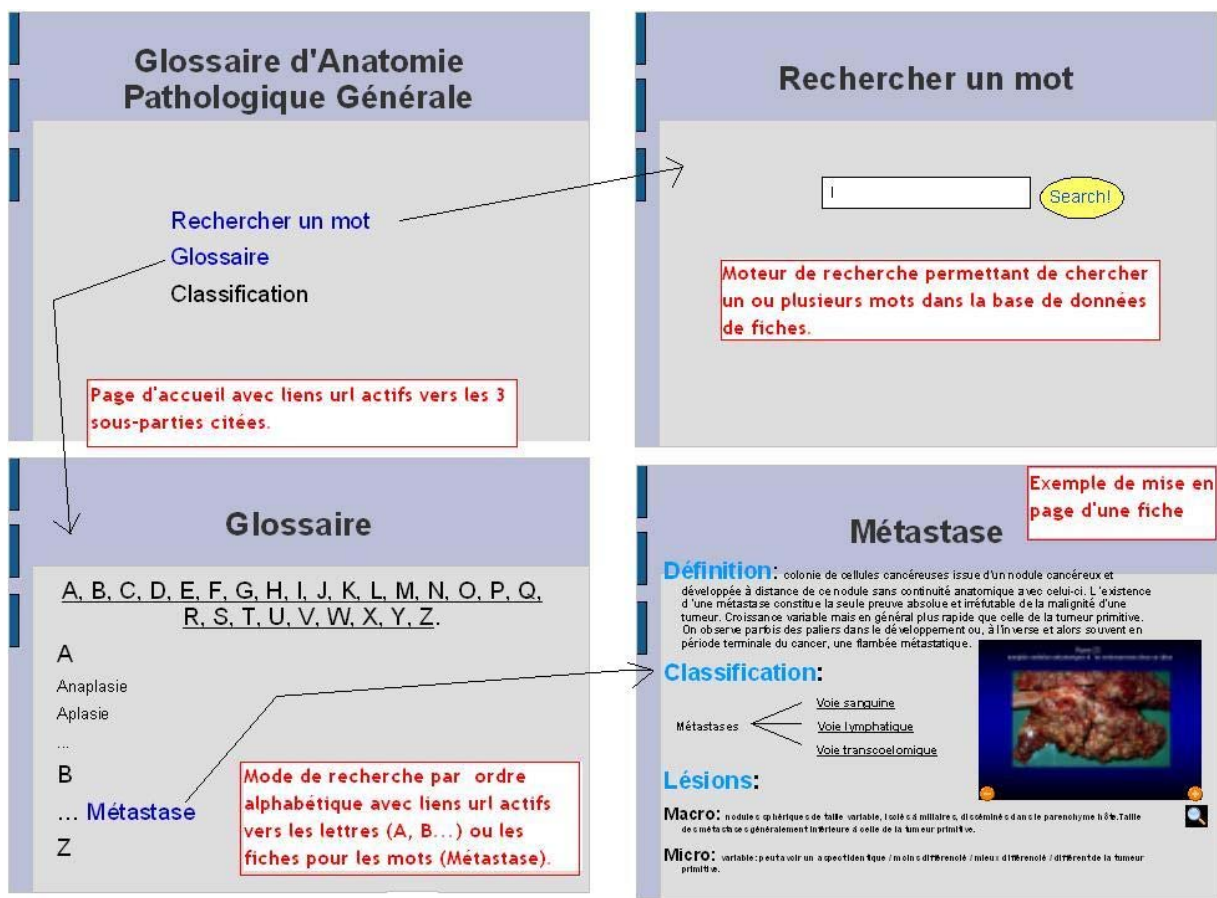 Glossaire d'Anatomie
Pathologique Générale
Rechercher un mot
Glossaire
Classification
Page d'accueil avec liens url actifs vers les 3
sous-parties citées.
Rechercher un mot
Search!
Moteur de recherche permettant de chercher
un ou plusieurs mots dans la base de données
de fiches.
Glossaire
A, B, C, D, E, F, G, H, I, J, K, L, M, N, O, P, Q,
R, S, T, U, V, W, X, Y, Z.
A
Anaplasie
Aplasie
...
B
... Métastase
Z
Mode de recherche par ordre
alphabétique avec liens url actifs
vers les lettres (A, B...) ou les
fiches pour les mots (Métastase).
Exemple de mise en
page d'une fiche
Métastase
Définition: colonie de cellules cancéreuses issue d'un nodule cancéreux et
développée à distance de ce nodule sans continuité anatomique avec celui-ci. L'existence
d'une métastase constitue la seule preuve absolue et irréfutable de la malignité d'une
tumeur. Croissance variable mais en général plus rapide que celle de la tumeur primitive.
On observe parfois des paliers dans le développement ou, à l'inverse et alors souvent en
période terminale du cancer, une flambée métastatique.
Classification:
Métastases
Voie sanguine
Voie lymphatique
Voie transcoelomique
Lésions:
Macro: nodules sphériques de taille variable, isolés à miliaires, disséminés dans le parenchyme hôte. Taille
des métastases généralement inférieure à celle de la tumeur primitive.
Micro: variable: peut avoir un aspect identique / moins différencié / mieux différencié / différent de la tumeur
primitive.